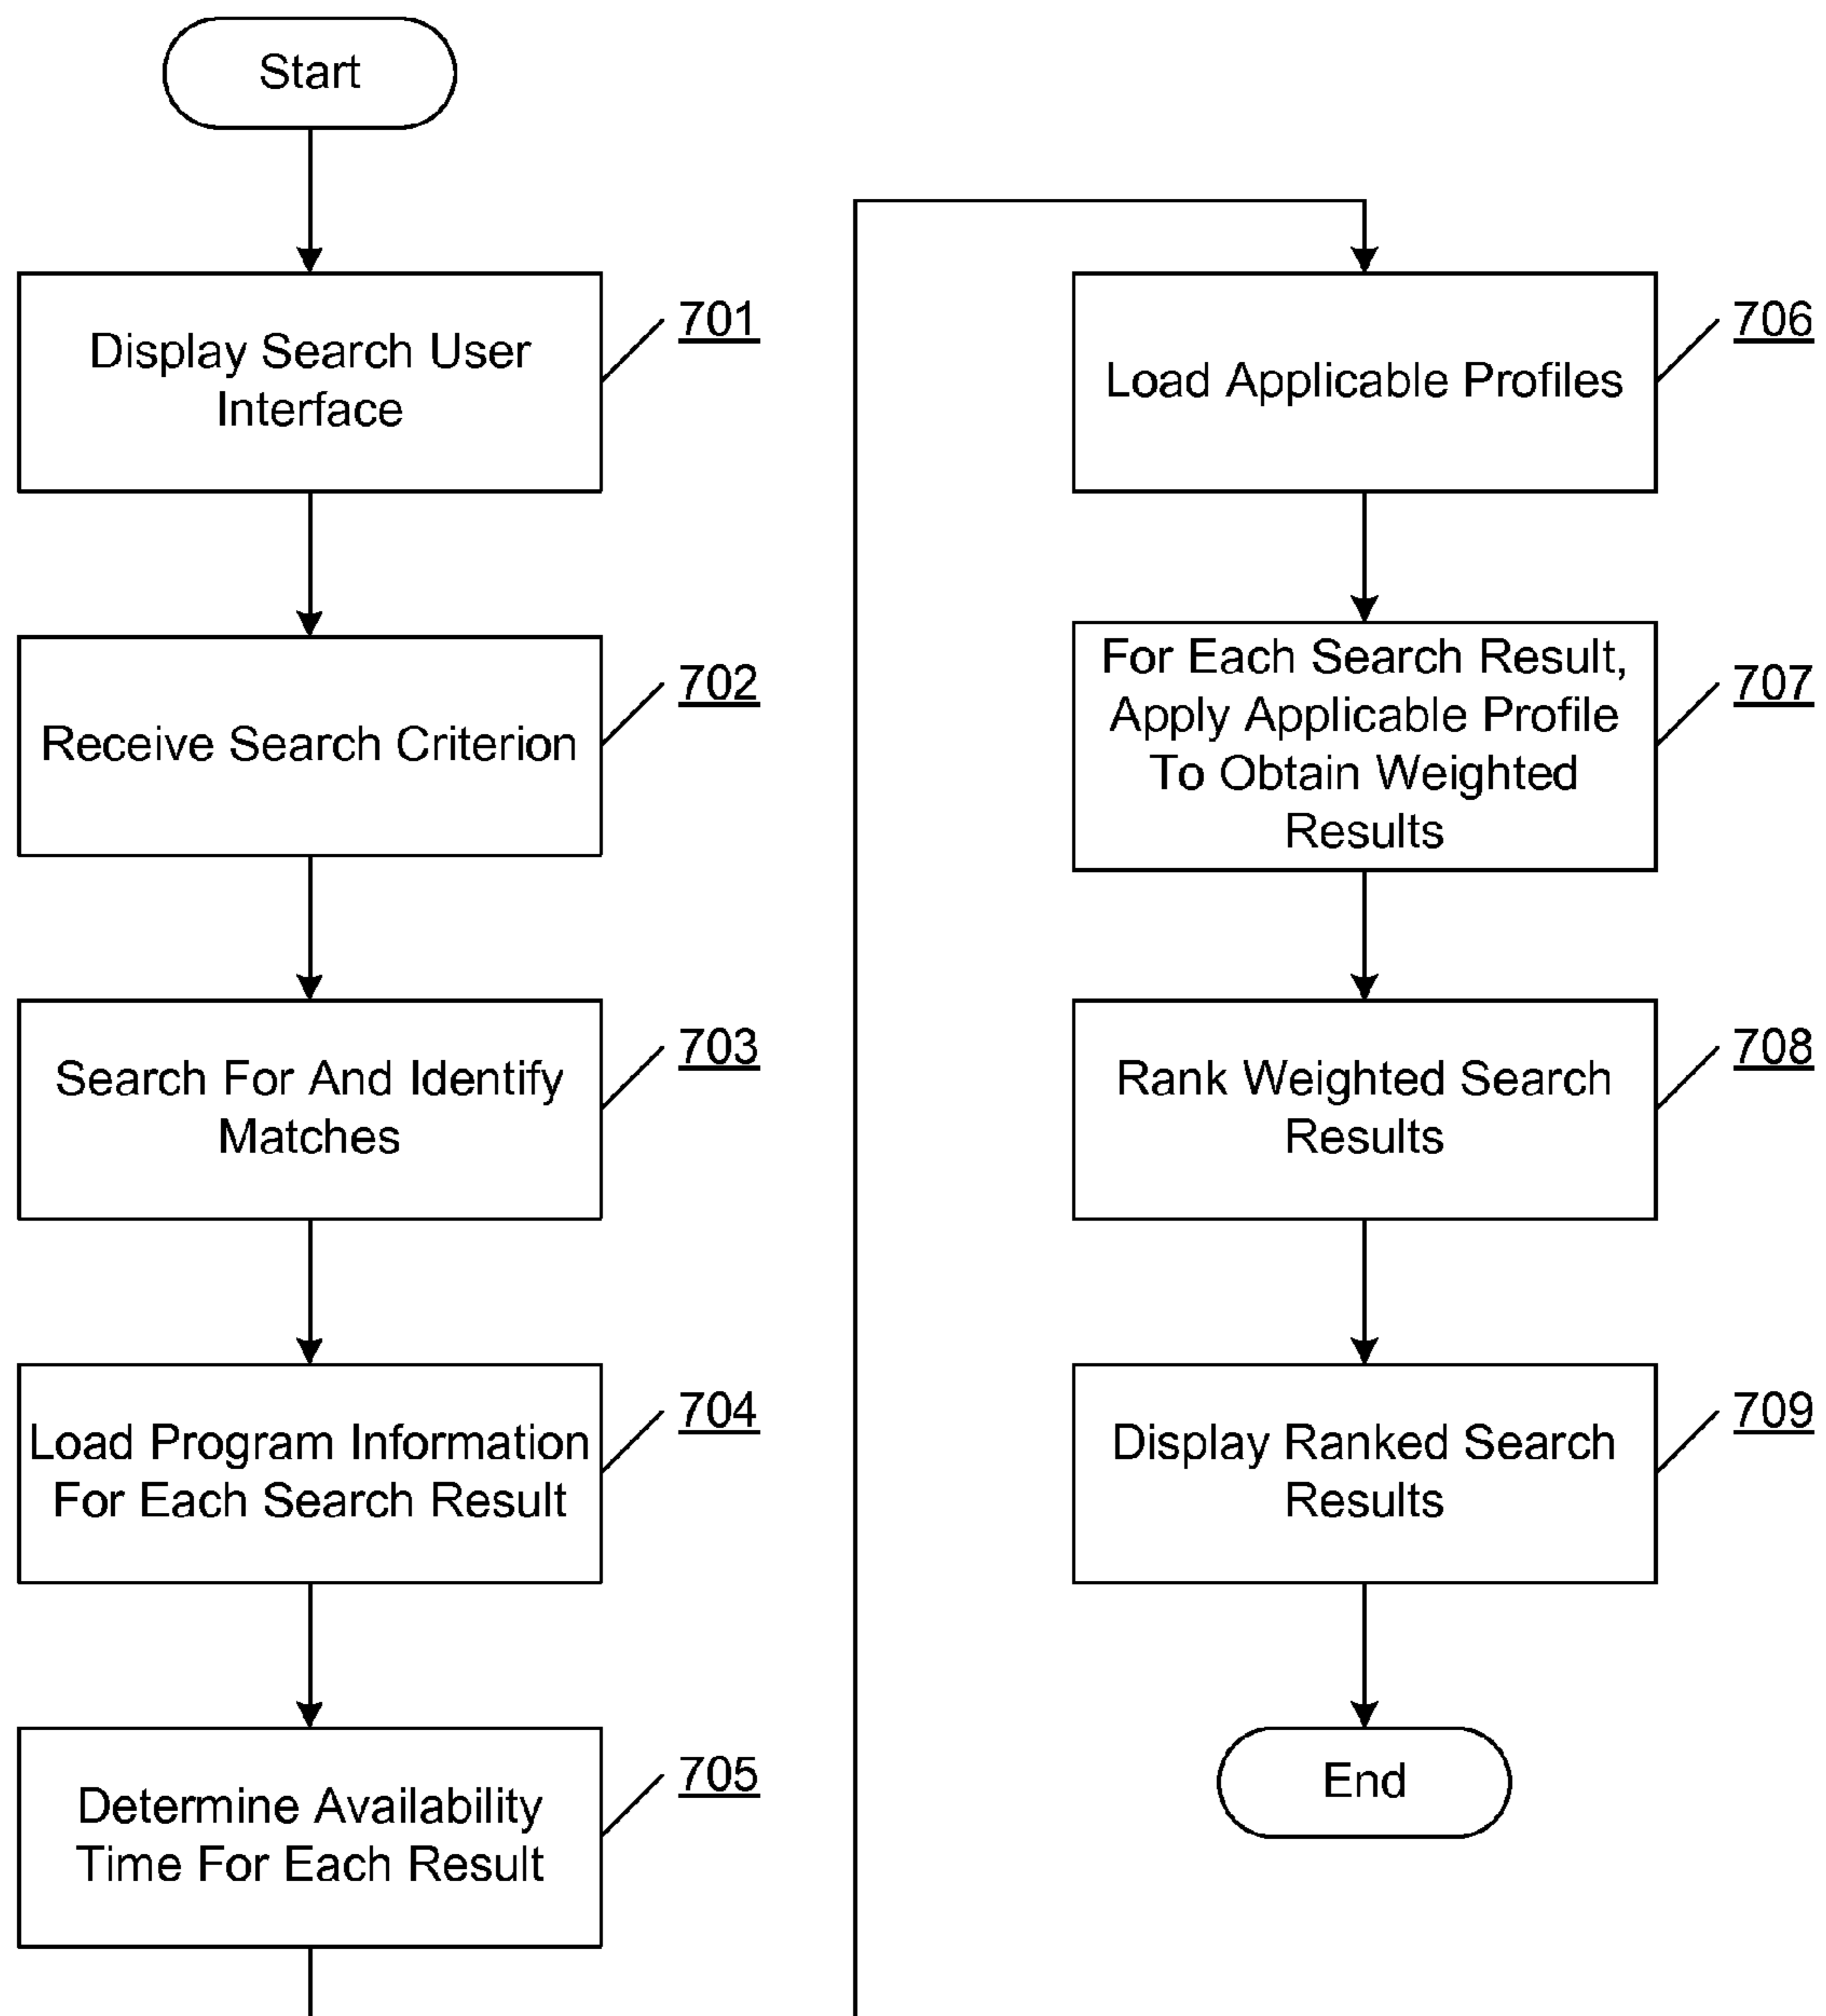 Start
Display Search User
Interface
701
Receive Search Criterion
702
Search For And Identify
Matches
703
Load Program Information
For Each Search Result
704
Determine Availability
Time For Each Result
705
Load Applicable Profiles
706
For Each Search Result,
Apply Applicable Profile
To Obtain Weighted
Results
707
Rank Weighted Search
Results
708
Display Ranked Search
Results
709
End